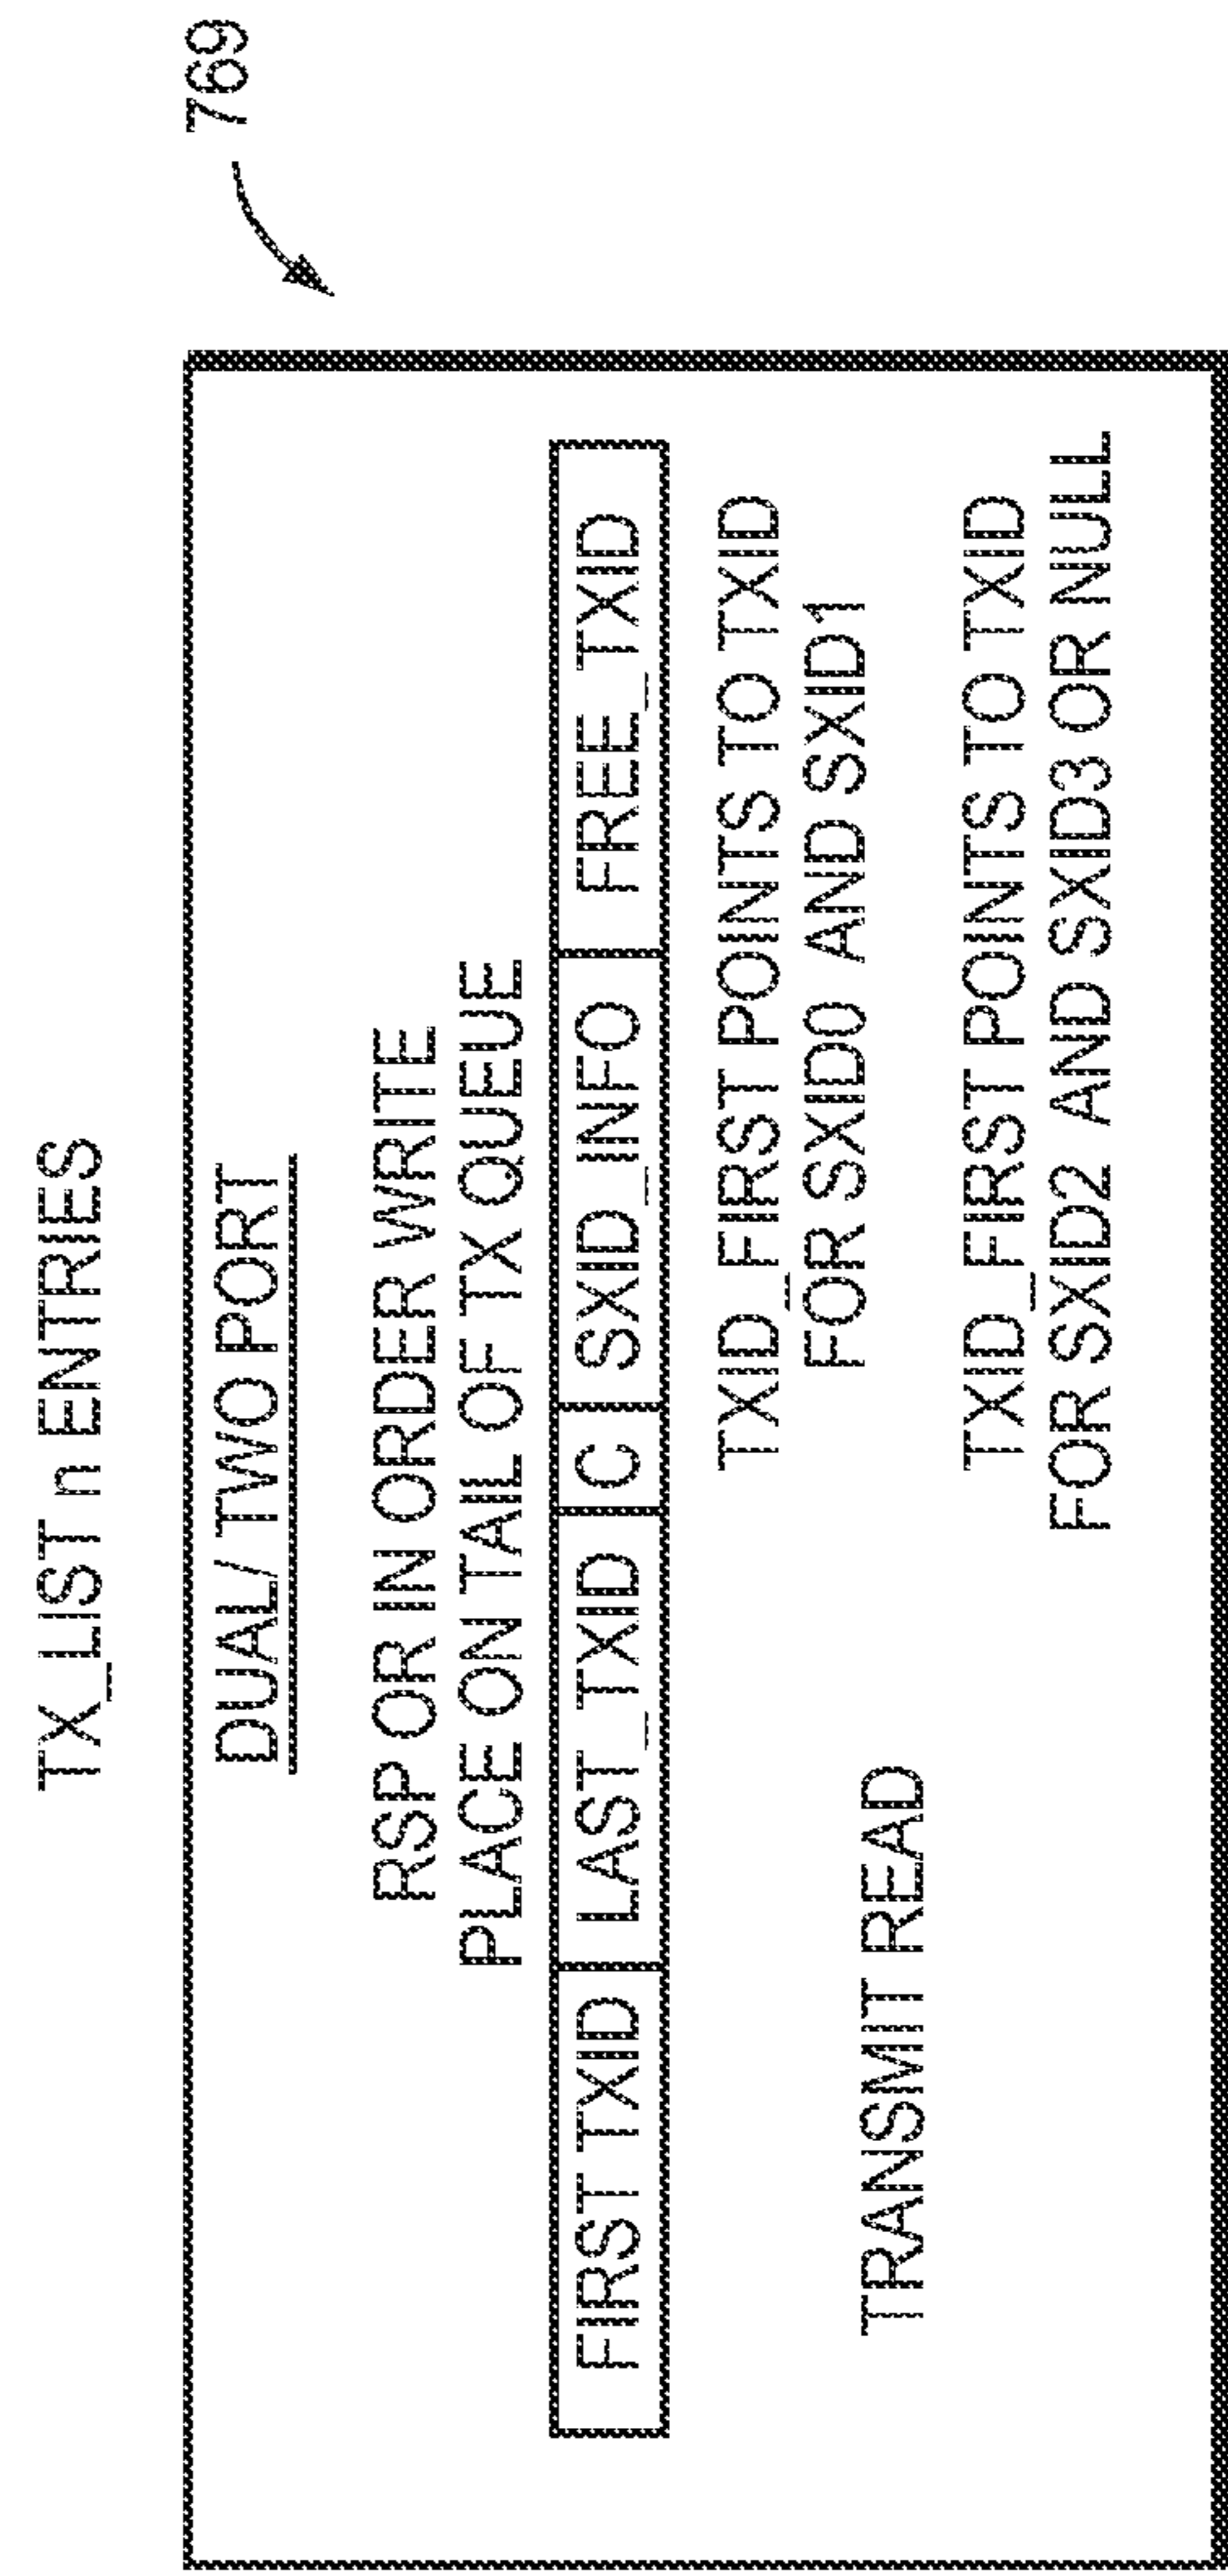 TX_LIST n ENTRIES
769
DUAL/ TWO PORT
RSP OR IN ORDER WRITE
PLACE ON TAIL OF TX QUEUE
FIRST TXID LAST_TXID C SXID_INFO FREE_TXID
TXID_FIRST POINTS TO TXID
FOR SXID0 AND SXID1
TRANSMIT READ
TXID_FIRST POINTS TO TXID
FOR SXID2 AND SXID3 OR NULL